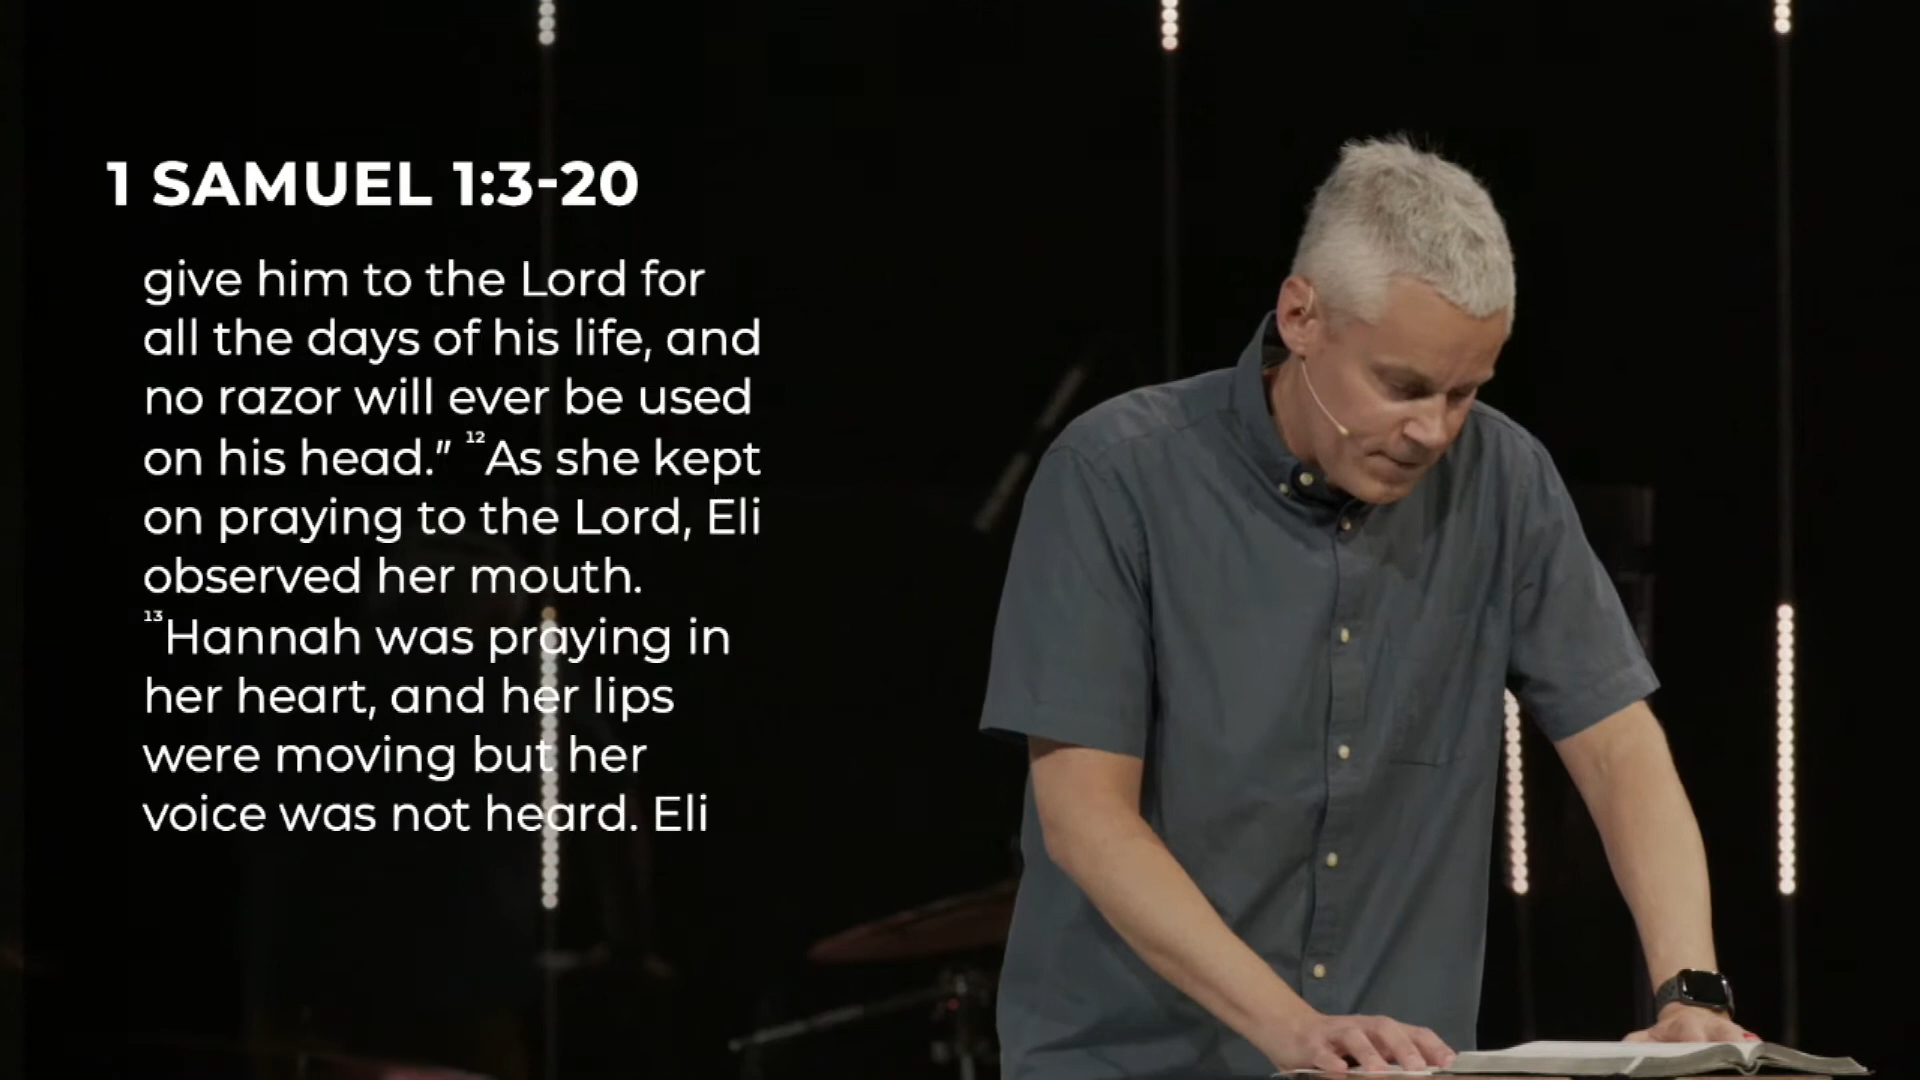 1 SAMUEL 1:3-20
give him to the Lord for
all the days of his life, and
no razor will ever be used
on his head.” ¹²As she kept
on praying to the Lord, Eli
observed her mouth.
¹³Hannah was praying in
her heart, and her lips
were moving but her
voice was not heard. Eli